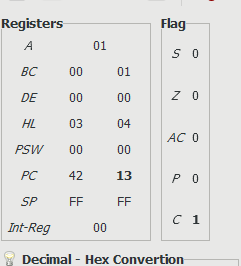 Registers Flag
A 01 S 0
BC 00 01
DE 00 00 Z 0
HL 03 04
PSW 00 00 AC 0
PC 42 13
SP FF FF P 0
Int-Reg 00 C 1
Decimal - Hex Convertion